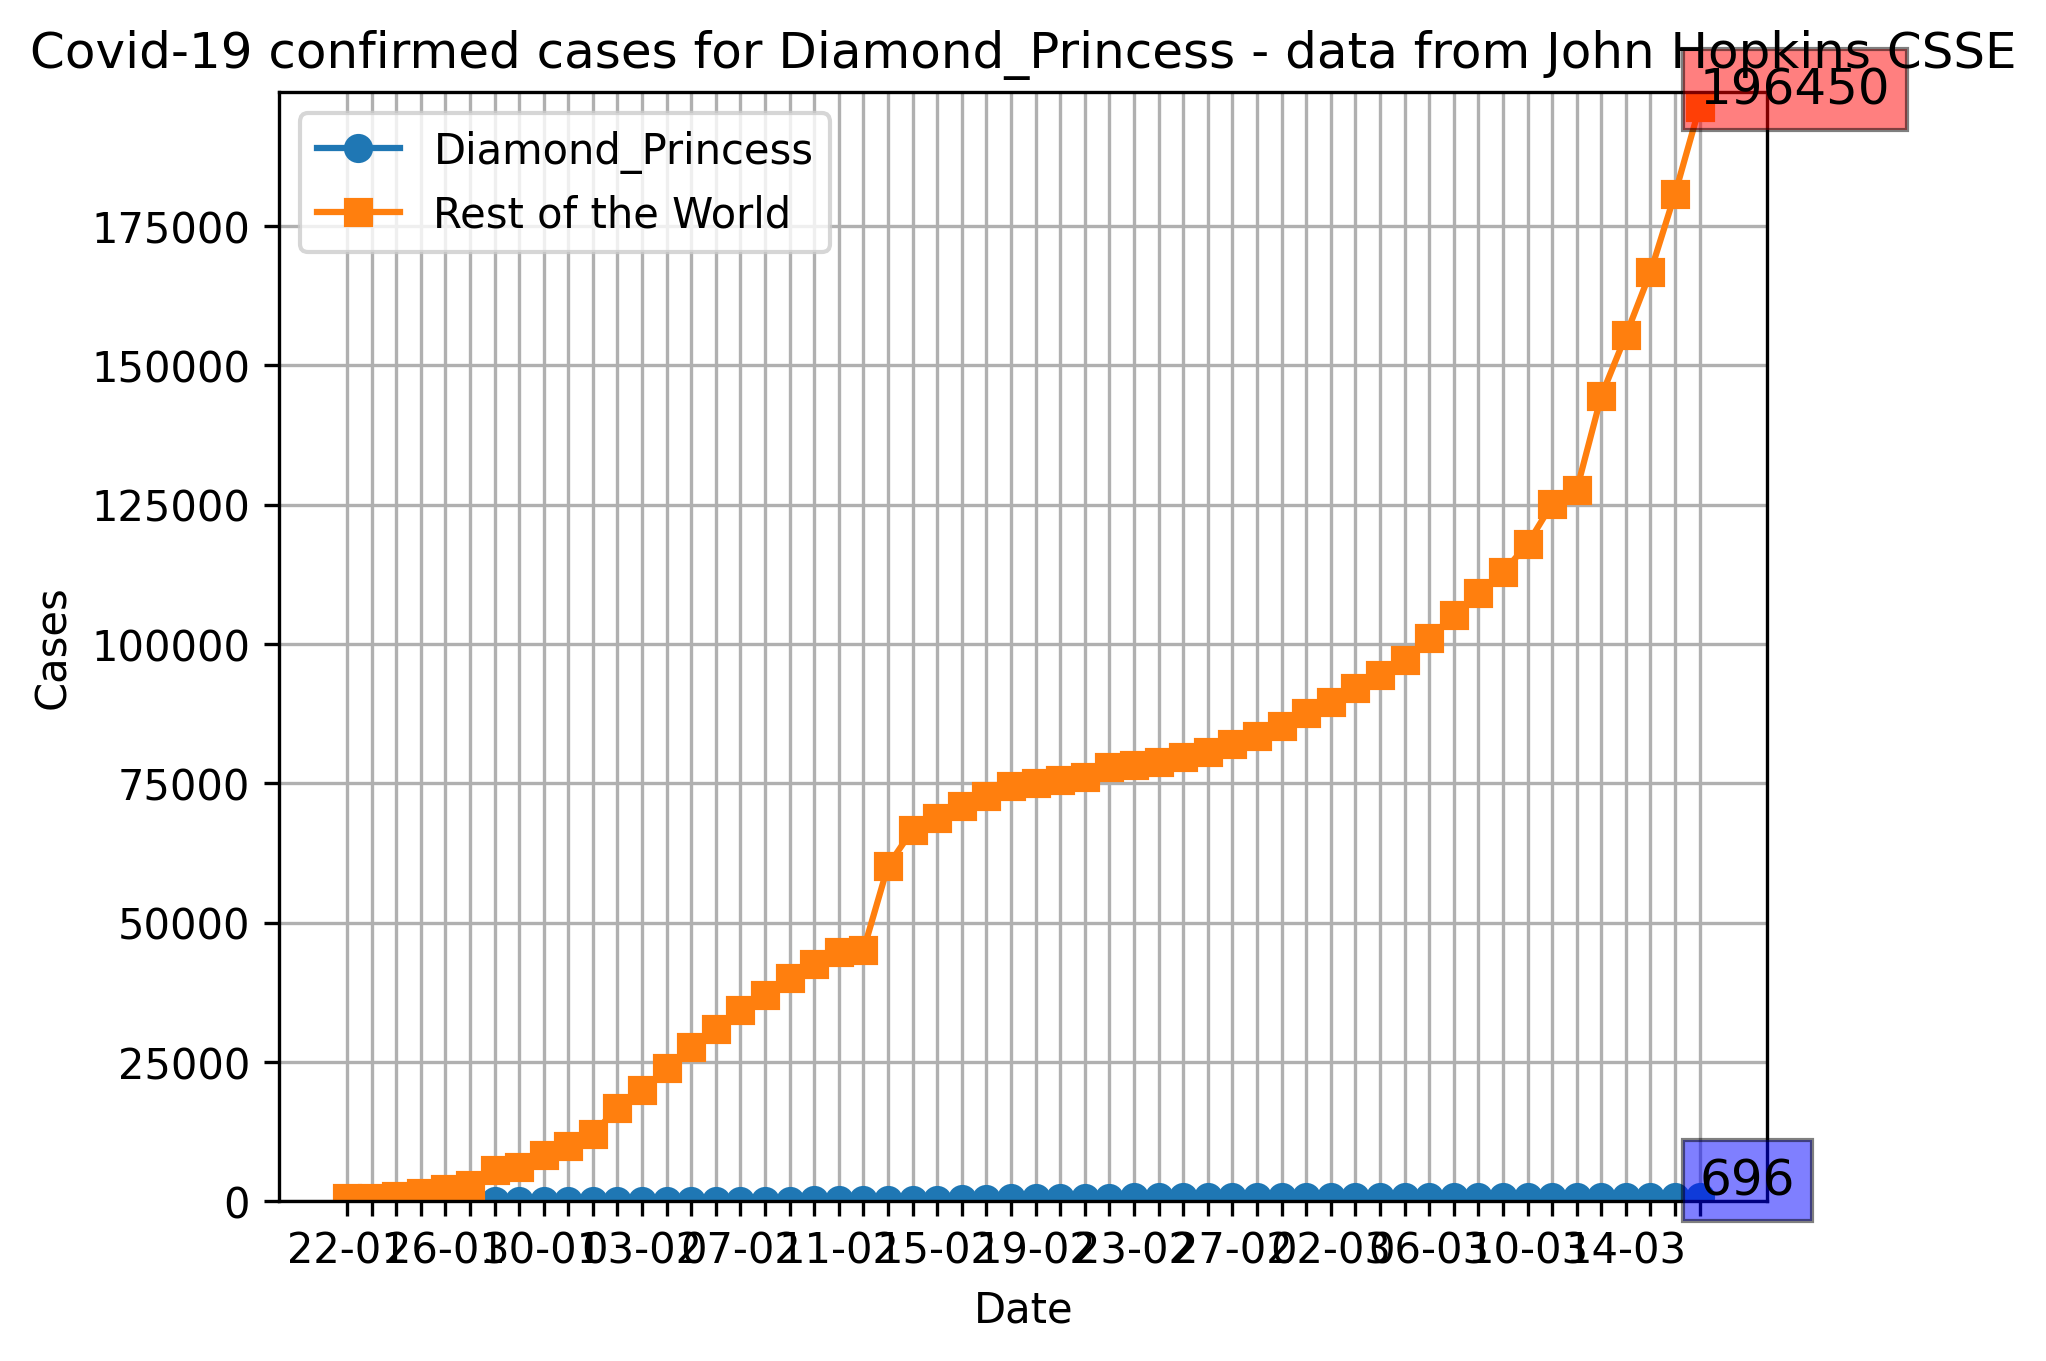 Covid-19 confirmed cases for Diamond_Princess - data from John Hopkins CSSE
196450
Diamond_Princess
Rest of the World
175000
150000
125000
100000
75000
50000
25000
0
Cases
696
22-01 26-01 30-01 03-02 07-02 11-02 15-02 19-02 23-02 27-02 02-03 06-03 10-03 14-03
Date